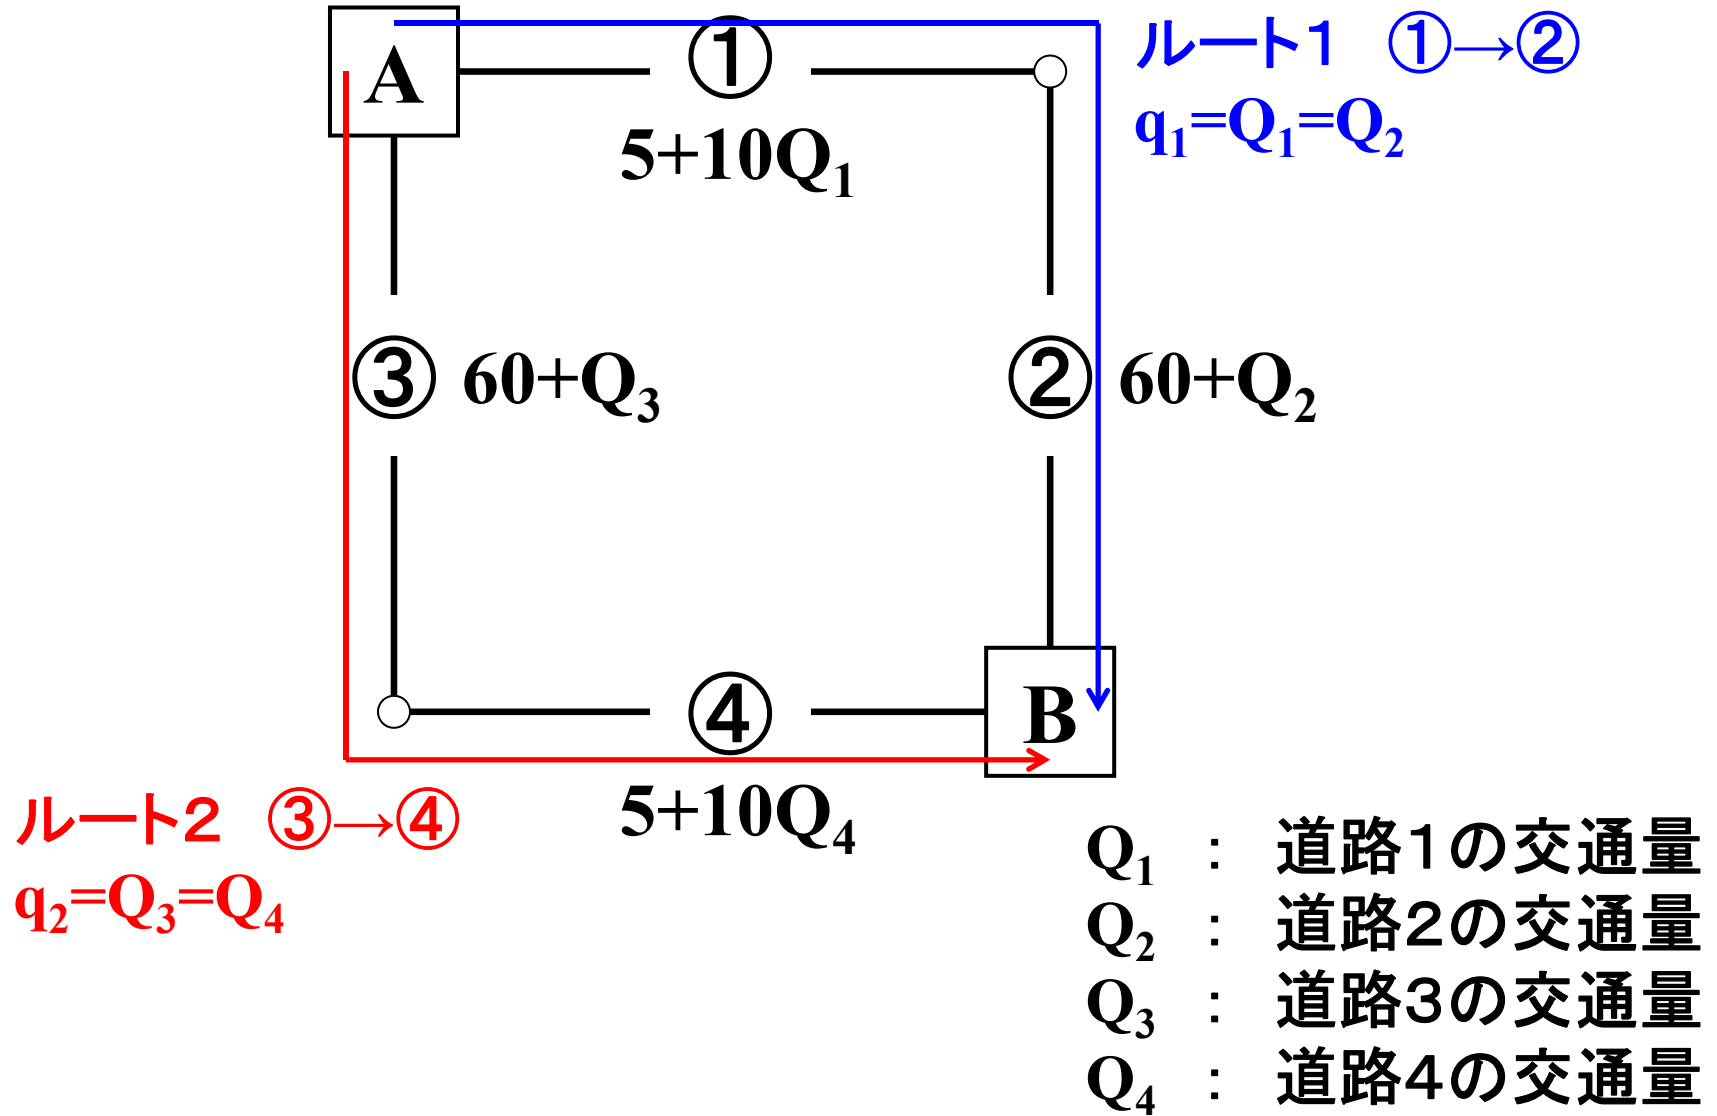 A
①
5+10Q₁
ルート１ ①→②
q₁=Q₁=Q₂
③ 60+Q₃
② 60+Q₂
④
B
5+10Q₄
ルート２ ③→④
q₂=Q₃=Q₄
Q₁ : 道路１の交通量
Q₂ : 道路２の交通量
Q₃ : 道路３の交通量
Q₄ : 道路４の交通量